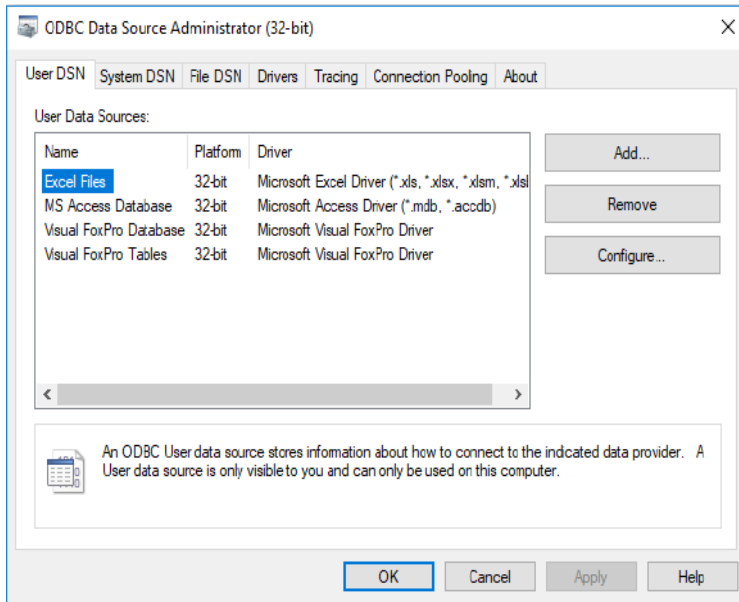 ODBC Data Source Administrator (32-bit)
User DSN System DSN File DSN Drivers Tracing Connection Pooling About
User Data Sources:
Name Platform Driver
Excel Files 32-bit Microsoft Excel Driver (*.xls, *.xlsx, *.xlsm, *.xlsl
MS Access Database 32-bit Microsoft Access Driver (*.mdb, *.accdb)
Visual FoxPro Database 32-bit Microsoft Visual FoxPro Driver
Visual FoxPro Tables 32-bit Microsoft Visual FoxPro Driver
Add...
Remove
Configure...
An ODBC User data source stores information about how to connect to the indicated data provider. A
User data source is only visible to you and can only be used on this computer.
OK Cancel Apply Help